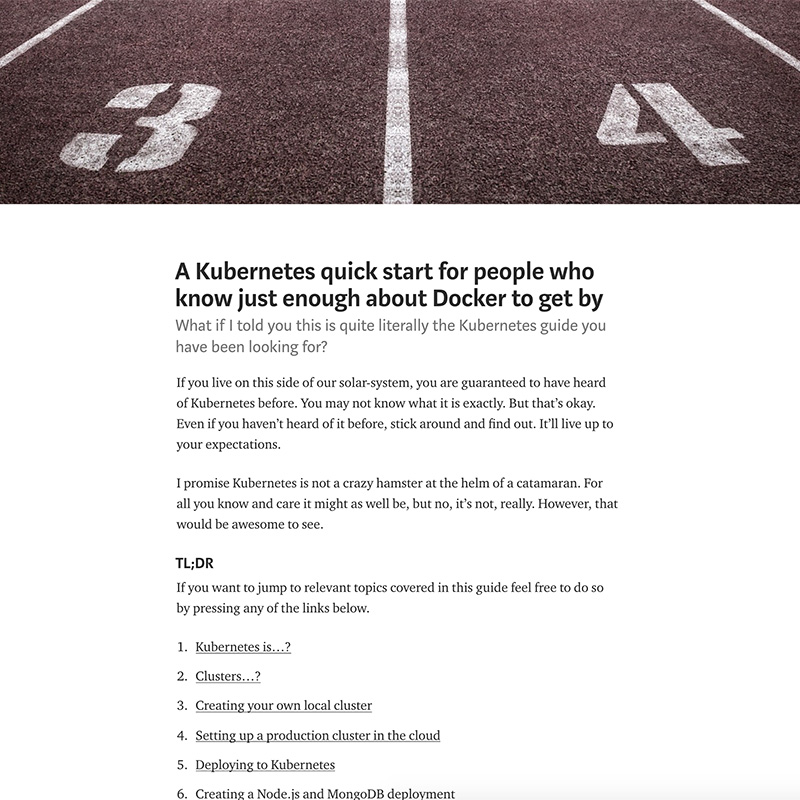 3 4
A Kubernetes quick start for people who
know just enough about Docker to get by
What if I told you this is quite literally the Kubernetes guide you
have been looking for?
If you live on this side of our solar-system, you are guaranteed to have heard
of Kubernetes before. You may not know what it is exactly. But that’s okay.
Even if you haven’t heard of it before, stick around and find out. It’ll live up to
your expectations.
I promise Kubernetes is not a crazy hamster at the helm of a catamaran. For
all you know and care it might as well be, but no, it’s not, really. However, that
would be awesome to see.
TL;DR
If you want to jump to relevant topics covered in this guide feel free to do so
by pressing any of the links below.
1. Kubernetes is…?
2. Clusters…?
3. Creating your own local cluster
4. Setting up a production cluster in the cloud
5. Deploying to Kubernetes
6. Creating a Node.js and MongoDB deployment